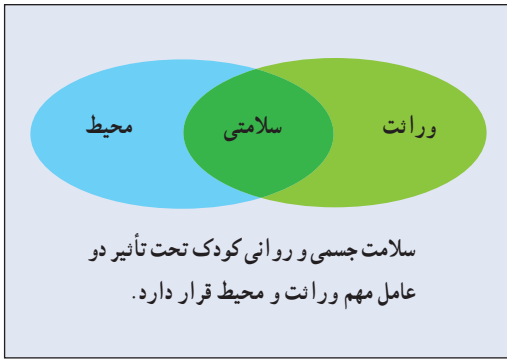 وراثت
سلامتی
محیط
سلامت جسمی و روانی کودک تحت تأثیر دو
عامل مهم وراثت و محیط قرار دارد.